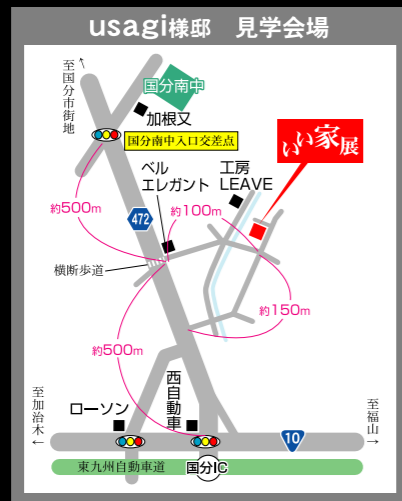 usagi様邸 見学会場
至国分市街地
国分南中
加根又
国分南中入口交差点
いい家展
ベル
エレガント
工房
LEAVE
約500m
472
約100m
横断歩道
約150m
約500m
西自動車
ローソン
至加治木
至福山
10
東九州自動車道
国分IC